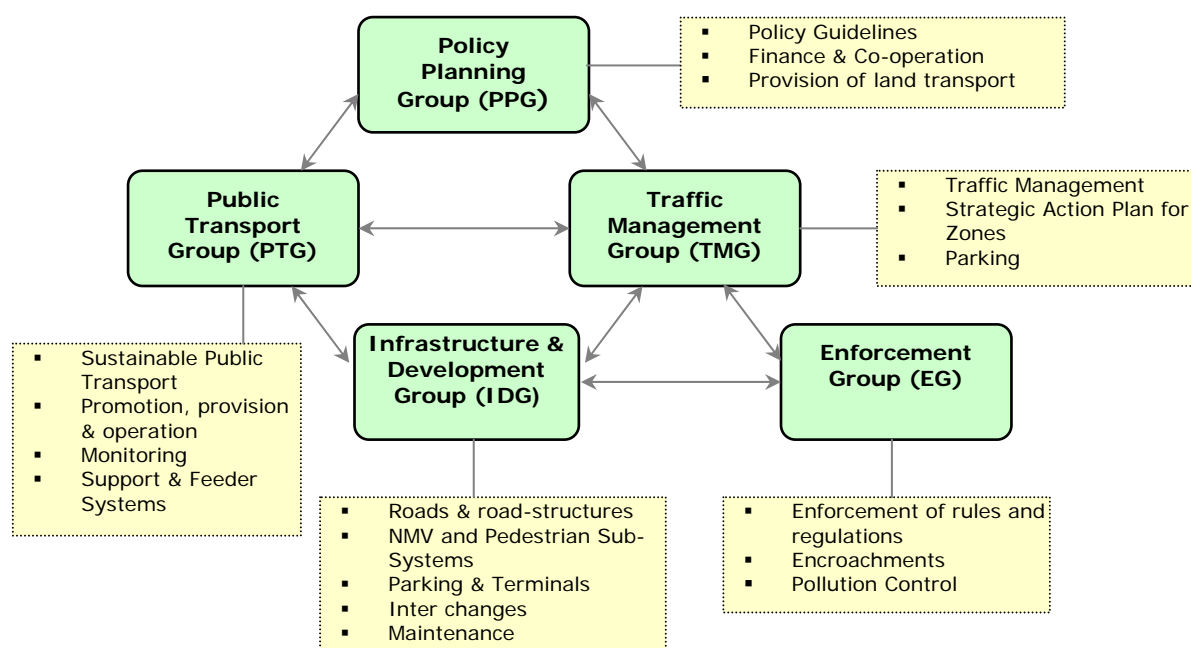 Policy
Planning
Group (PPG)
▪ Policy Guidelines
▪ Finance & Co-operation
▪ Provision of land transport
Public
Transport
Group (PTG)
Traffic
Management
Group (TMG)
▪ Traffic Management
▪ Strategic Action Plan for
Zones
▪ Parking
Infrastructure &
Development
Group (IDG)
Enforcement
Group (EG)
▪ Sustainable Public
Transport
▪ Promotion, provision
& operation
▪ Monitoring
▪ Support & Feeder
Systems
▪ Roads & road-structures
▪ NMV and Pedestrian Sub-
Systems
▪ Parking & Terminals
▪ Inter changes
▪ Maintenance
▪ Enforcement of rules and
regulations
▪ Encroachments
▪ Pollution Control